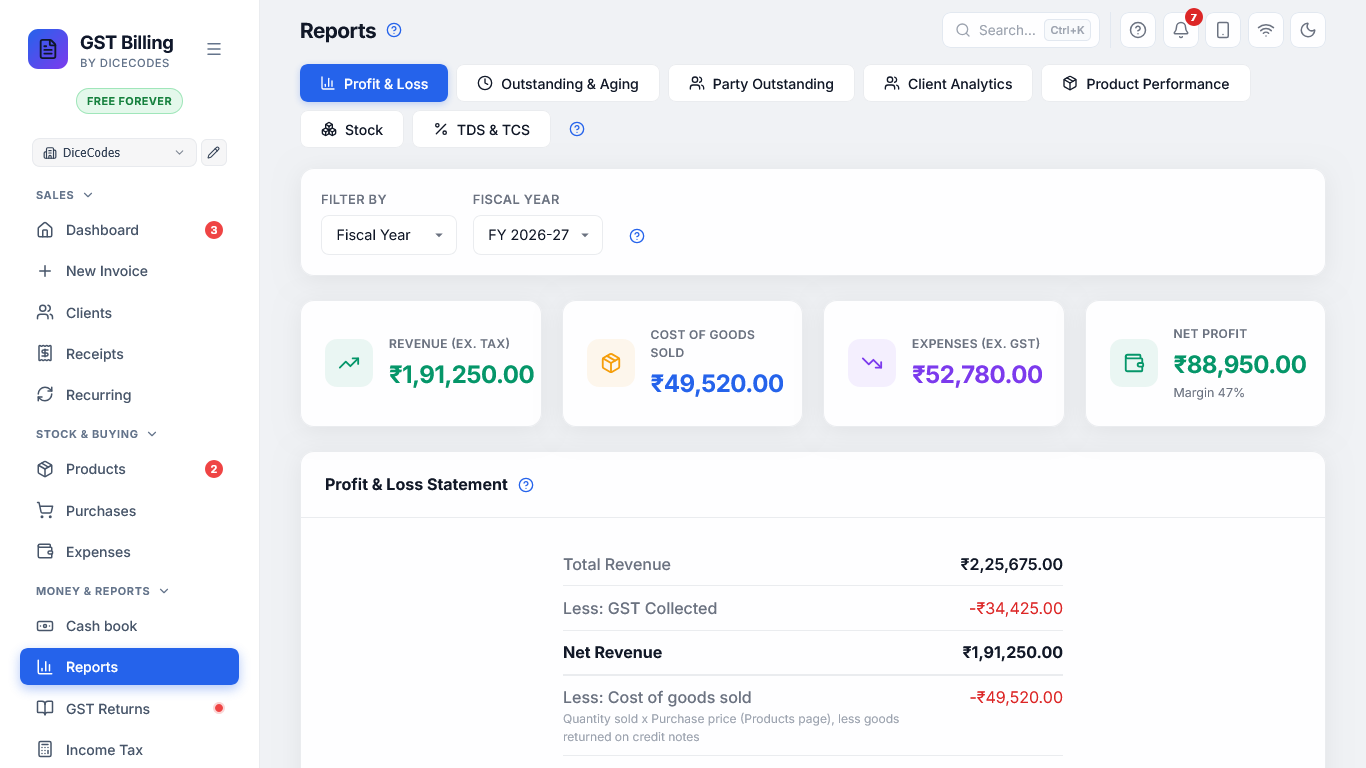 GST Billing
BY DICECODES
FREE FOREVER
DiceCodes
SALES
Dashboard 3
New Invoice
Clients
Receipts
Recurring
STOCK & BUYING
Products 2
Purchases
Expenses
MONEY & REPORTS
Cash book
Reports
GST Returns
Income Tax
Reports
Search... Ctrl+K
7
Profit & Loss
Outstanding & Aging
Party Outstanding
Client Analytics
Product Performance
Stock
TDS & TCS
FILTER BY
Fiscal Year
FISCAL YEAR
FY 2026-27
REVENUE (EX. TAX)
₹1,91,250.00
COST OF GOODS
SOLD
₹49,520.00
EXPENSES (EX. GST)
₹52,780.00
NET PROFIT
₹88,950.00
Margin 47%
Profit & Loss Statement
Total Revenue ₹2,25,675.00
Less: GST Collected -₹34,425.00
Net Revenue ₹1,91,250.00
Less: Cost of goods sold -₹49,520.00
Quantity sold x Purchase price (Products page), less goods
returned on credit notes